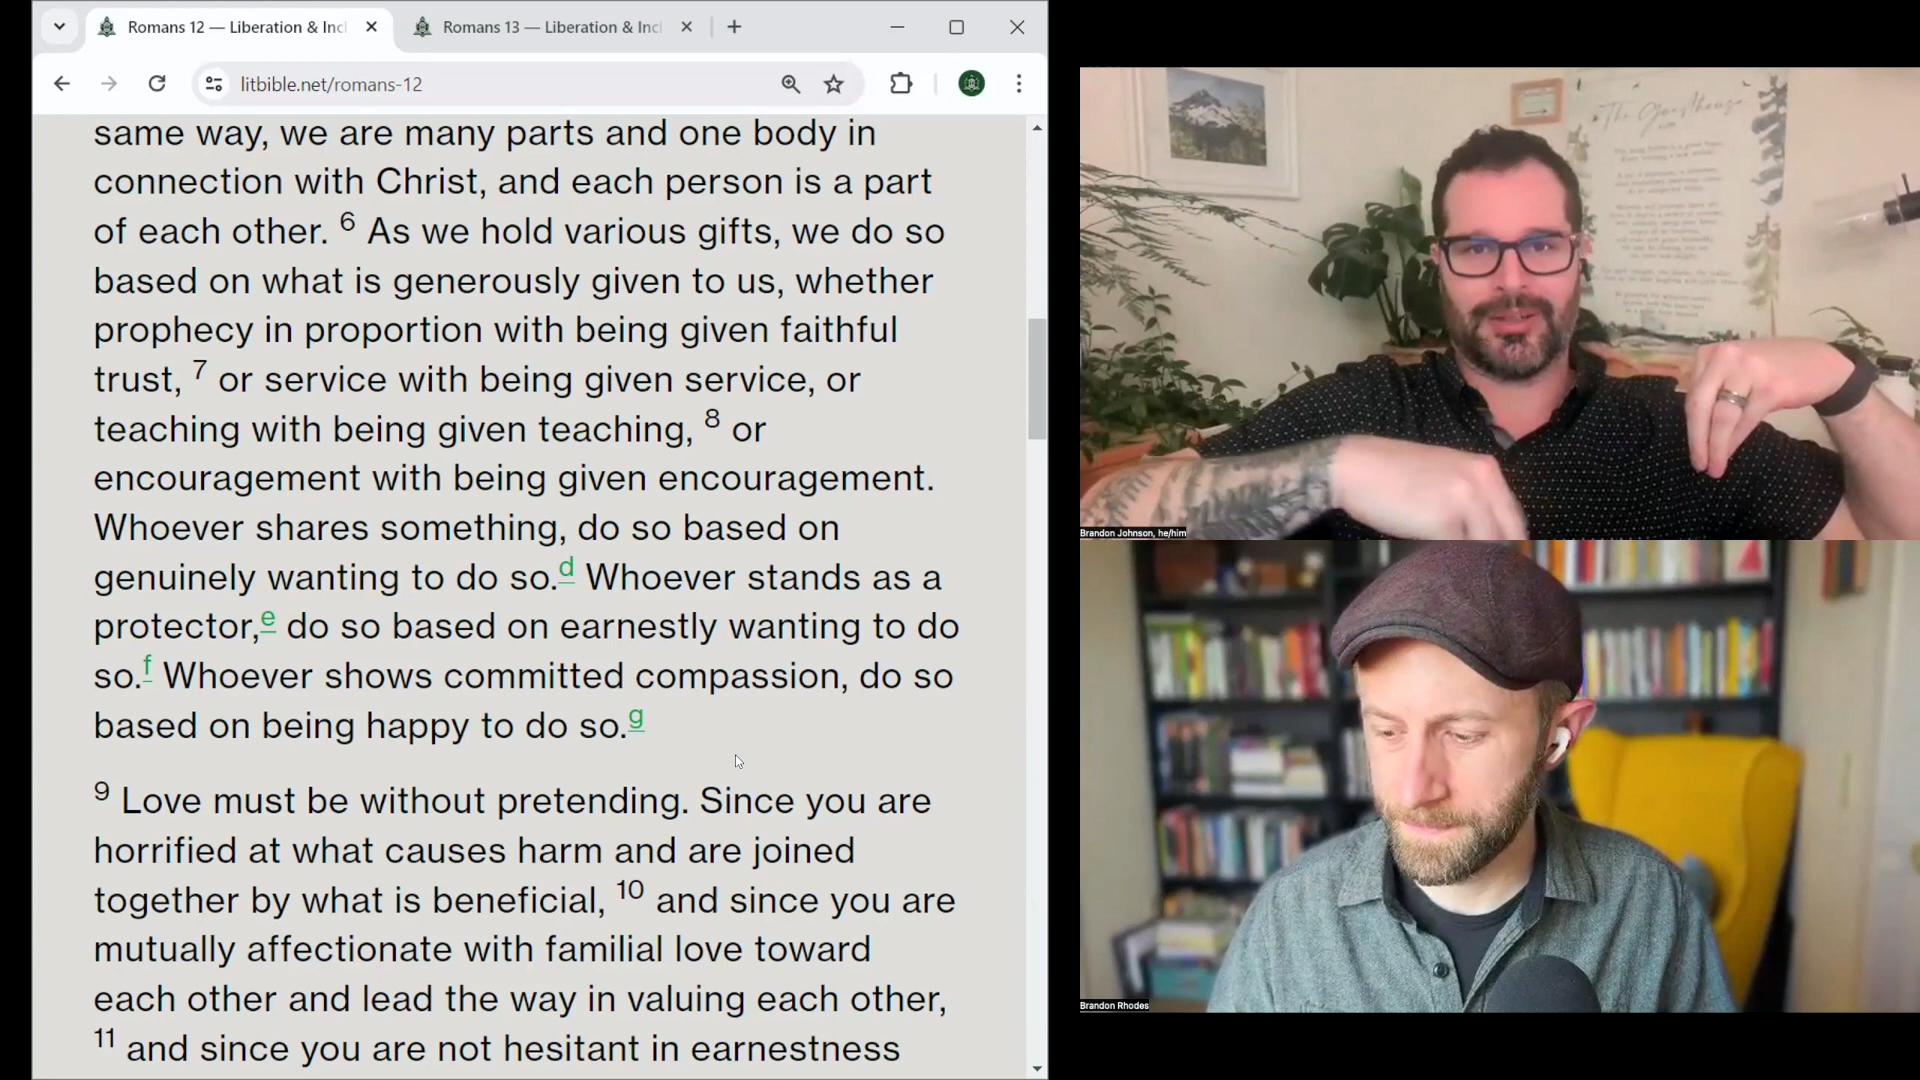 Romans 12 — Liberation & Incl
Romans 13 — Liberation & Incl
litbible.net/romans-12
same way, we are many parts and one body in
connection with Christ, and each person is a part
of each other. 6 As we hold various gifts, we do so
based on what is generously given to us, whether
prophecy in proportion with being given faithful
trust, 7 or service with being given service, or
teaching with being given teaching, 8 or
encouragement with being given encouragement.
Whoever shares something, do so based on
genuinely wanting to do so.d Whoever stands as a
protector,e do so based on earnestly wanting to do
so.f Whoever shows committed compassion, do so
based on being happy to do so.g
9 Love must be without pretending. Since you are
horrified at what causes harm and are joined
together by what is beneficial, 10 and since you are
mutually affectionate with familial love toward
each other and lead the way in valuing each other,
11 and since you are not hesitant in earnestness
The Guesthouse
Brandon Johnson, he/him
Brandon Rhodes